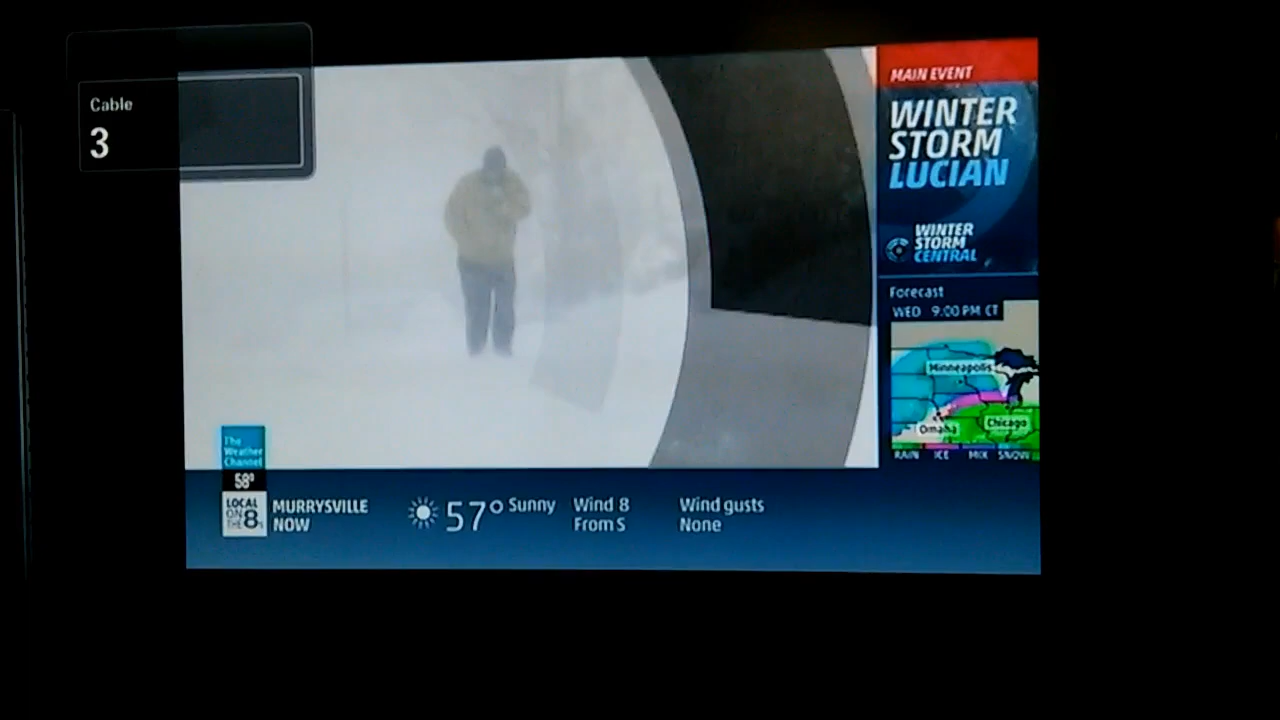 Cable
3
MAIN EVENT
WINTER
STORM
LUCIAN
WINTER
STORM
CENTRAL
Forecast
WED 9:00 PM CT
Minneapolis
Omaha
Chicago
RAIN ICE MIX SNOW
The
Weather
Channel
58°
LOCAL
ON
THE 8s
MURRYSVILLE
NOW
57° Sunny
Wind 8
From S
Wind gusts
None